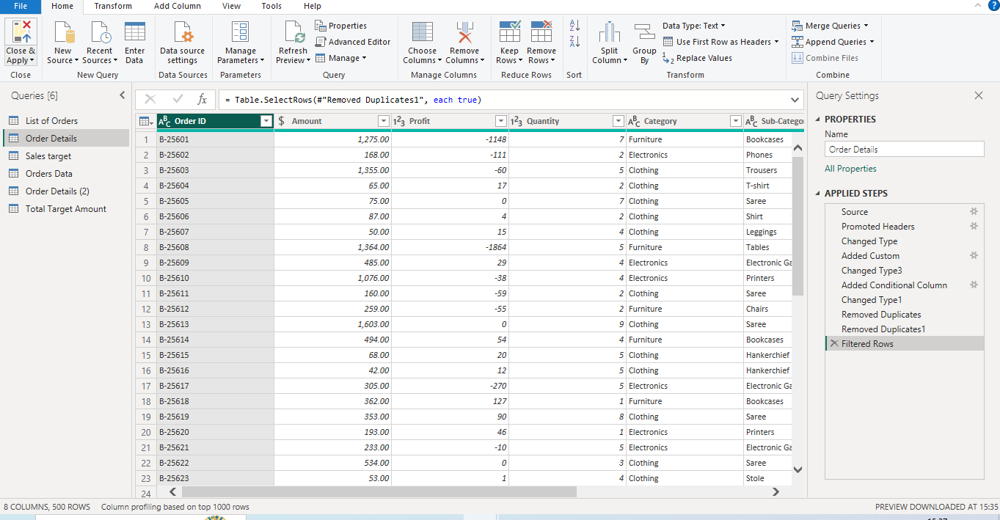 File Home Transform Add Column View Tools Help
Close & Apply New Source Recent Sources Enter Data Data source settings Manage Parameters Refresh Preview Properties Advanced Editor Manage Choose Columns Remove Columns Keep Rows Remove Rows Split Column Group By Data Type: Text Use First Row as Headers Replace Values Merge Queries Append Queries Combine Files
Close New Query Data Sources Parameters Query Manage Columns Reduce Rows Sort Transform Combine
Queries [6]
List of Orders
Order Details
Sales target
Orders Data
Order Details (2)
Total Target Amount
fx = Table.SelectRows(#"Removed Duplicates1", each true)
ABC Order ID $ Amount 123 Profit 123 Quantity ABC Category ABC Sub-Catego
1 B-25601 1,275.00 -1148 7 Furniture Bookcases
2 B-25602 168.00 -111 2 Electronics Phones
3 B-25603 1,355.00 -60 5 Clothing Trousers
4 B-25604 65.00 17 2 Clothing T-shirt
5 B-25605 75.00 0 7 Clothing Saree
6 B-25606 87.00 4 2 Clothing Shirt
7 B-25607 50.00 15 4 Clothing Leggings
8 B-25608 1,364.00 -1864 5 Furniture Tables
9 B-25609 485.00 29 4 Electronics Electronic Ga
10 B-25610 1,076.00 -38 4 Electronics Printers
11 B-25611 160.00 -59 2 Clothing Saree
12 B-25612 259.00 -55 2 Furniture Chairs
13 B-25613 1,603.00 0 9 Clothing Saree
14 B-25614 494.00 54 4 Furniture Bookcases
15 B-25615 68.00 20 5 Clothing Hankerchief
16 B-25616 42.00 12 5 Clothing Hankerchief
17 B-25617 305.00 -270 5 Electronics Electronic Ga
18 B-25618 362.00 127 1 Furniture Bookcases
19 B-25619 353.00 90 8 Clothing Saree
20 B-25620 193.00 46 1 Electronics Printers
21 B-25621 233.00 -10 5 Electronics Electronic Ga
22 B-25622 534.00 0 3 Clothing Saree
23 B-25623 53.00 1 4 Clothing Stole
24
Query Settings
PROPERTIES
Name
Order Details
All Properties
APPLIED STEPS
Source
Promoted Headers
Changed Type
Added Custom
Changed Type3
Added Conditional Column
Changed Type1
Removed Duplicates
Removed Duplicates1
Filtered Rows
8 COLUMNS, 500 ROWS Column profiling based on top 1000 rows PREVIEW DOWNLOADED AT 15:35